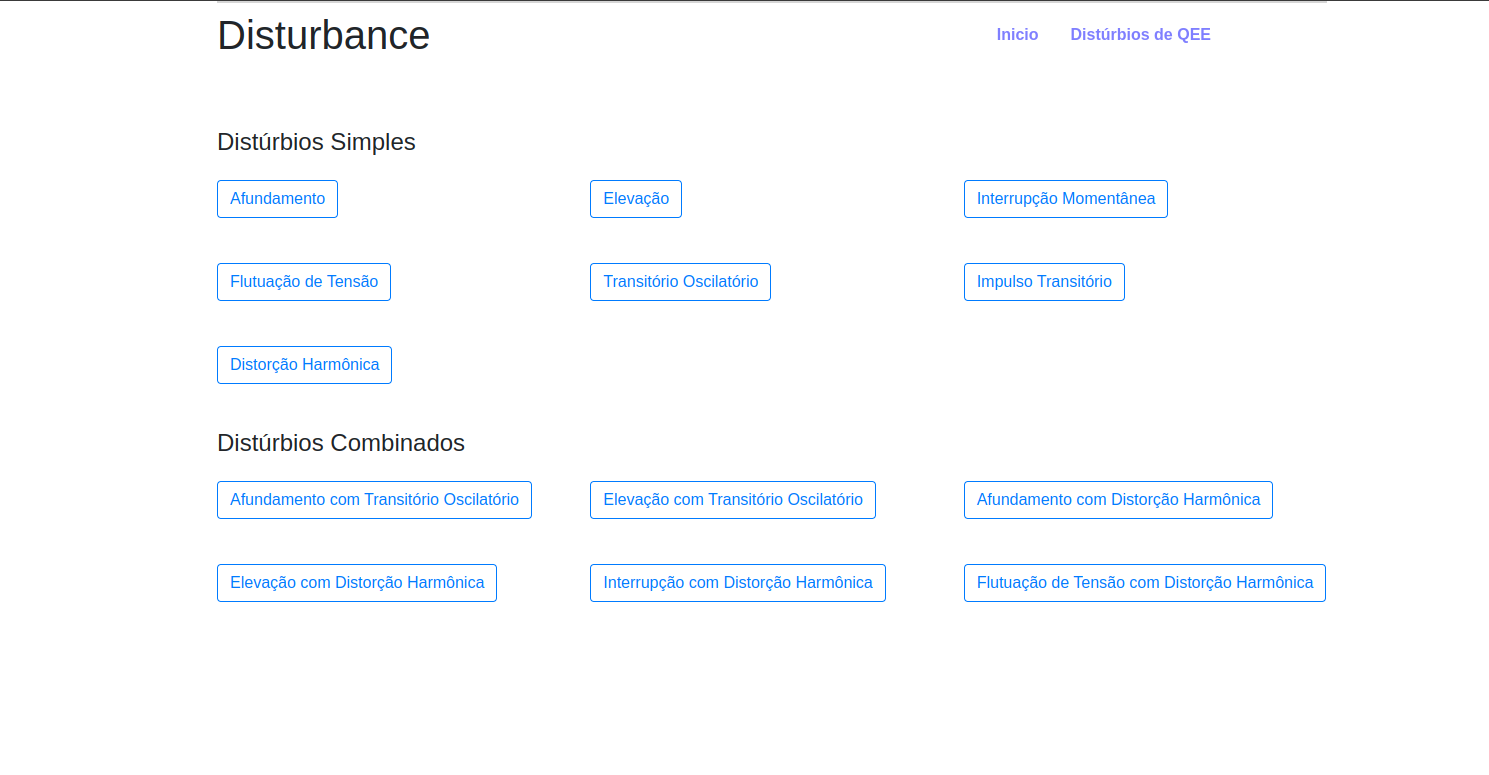 Disturbance
Inicio Distúrbios de QEE
Distúrbios Simples
Afundamento
Elevação
Interrupção Momentânea
Flutuação de Tensão
Transitório Oscilatório
Impulso Transitório
Distorção Harmônica
Distúrbios Combinados
Afundamento com Transitório Oscilatório
Elevação com Transitório Oscilatório
Afundamento com Distorção Harmônica
Elevação com Distorção Harmônica
Interrupção com Distorção Harmônica
Flutuação de Tensão com Distorção Harmônica